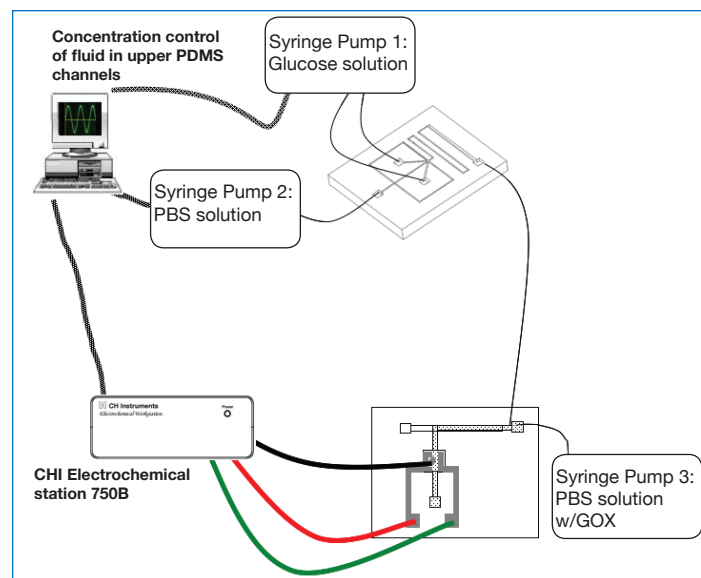 Concentration control
of fluid in upper PDMS
channels
Syringe Pump 1:
Glucose solution
Syringe Pump 2:
PBS solution
CH Instruments
Electrochemical Workstation
Power
CHI Electrochemical
station 750B
Syringe Pump 3:
PBS solution
w/GOX